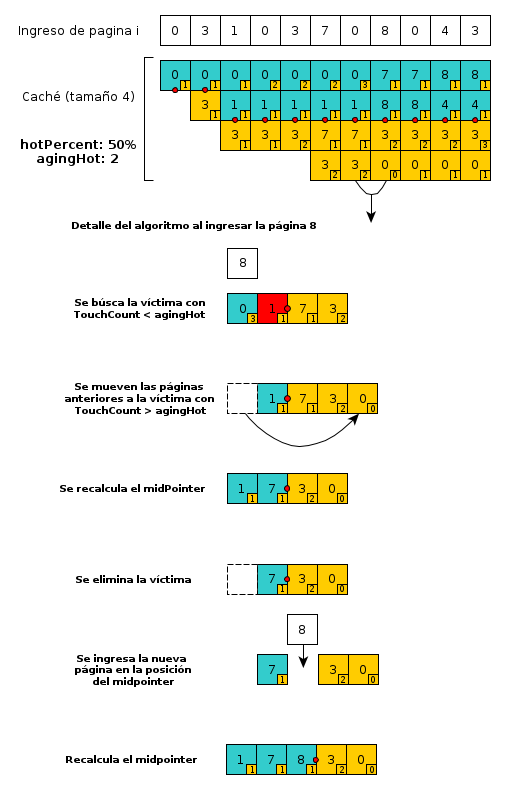 Ingreso de pagina i 0 3 1 0 3 7 0 8 0 4 3
0 1 0 1 0 1 0 2 0 2 0 2 0 3 7 1 7 1 8 1 8 1
Caché (tamaño 4)
3 1 1 1 1 1 1 1 1 1 1 1 8 1 8 1 4 1 4 1
hotPercent: 50%
3 1 3 1 3 2 7 1 7 1 3 2 3 2 3 2 3 3
agingHot: 2
3 2 3 2 0 0 0 1 0 1 0 1
Detalle del algoritmo al ingresar la página 8
8
Se búsca la víctima con
TouchCount < agingHot
0 3 1 1 7 1 3 2
Se mueven las páginas
anteriores a la víctima con
TouchCount > agingHot
1 1 7 1 3 2 0 0
Se recalcula el midPointer
1 1 7 1 3 2 0 0
Se elimina la víctima
7 1 3 2 0 0
8
Se ingresa la nueva
página en la posición
del midpointer
7 1 3 2 0 0
Recalcula el midpointer
1 1 7 1 8 1 3 2 0 0